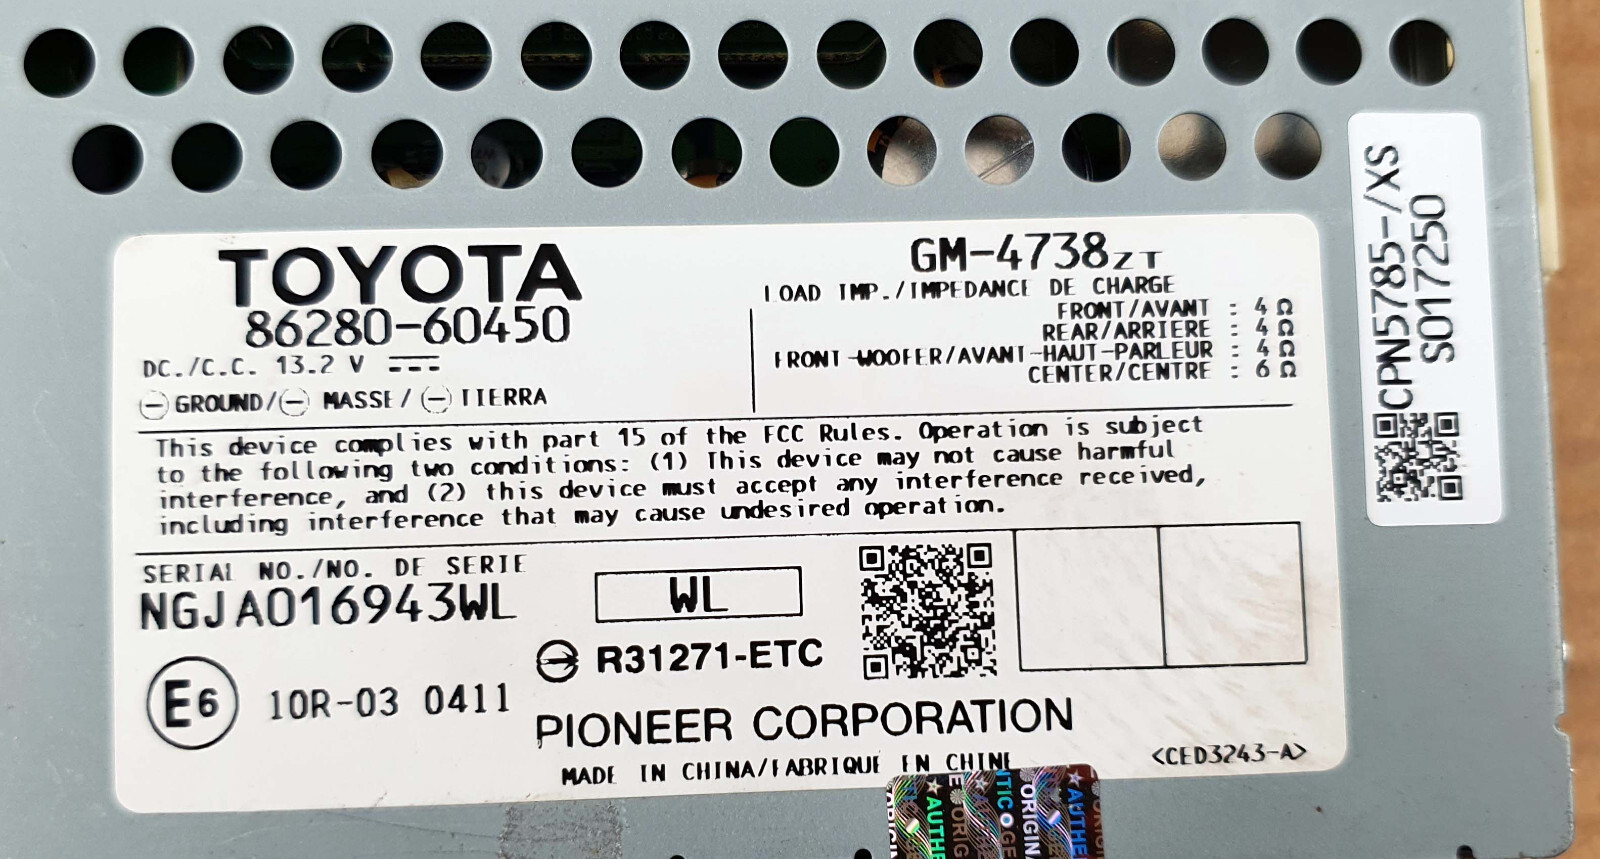 TOYOTA
86280-60450
DC./C.C. 13.2 V
GROUND/(−) MASSE/(−) TIERRA
GM-4738ZT
LOAD IMP./IMPEDANCE DE CHARGE
FRONT/AVANT : 4 Ω
REAR/ARRIERE : 4 Ω
FRONT-WOOFER/AVANT-HAUT-PARLEUR : 4 Ω
CENTER/CENTRE : 6 Ω
This device complies with part 15 of the FCC Rules. Operation is subject
to the following two conditions: (1) This device may not cause harmful
interference, and (2) this device must accept any interference received,
including interference that may cause undesired operation.
SERIAL NO./NO. DE SERIE
NGJA016943WL
WL
R31271-ETC
E6 10R-03 0411
PIONEER CORPORATION
MADE IN CHINA/FABRIQUE EN CHINE
<CED3243-A>
CPN5785-/XS
S017250
AUTHE
ORIGIN